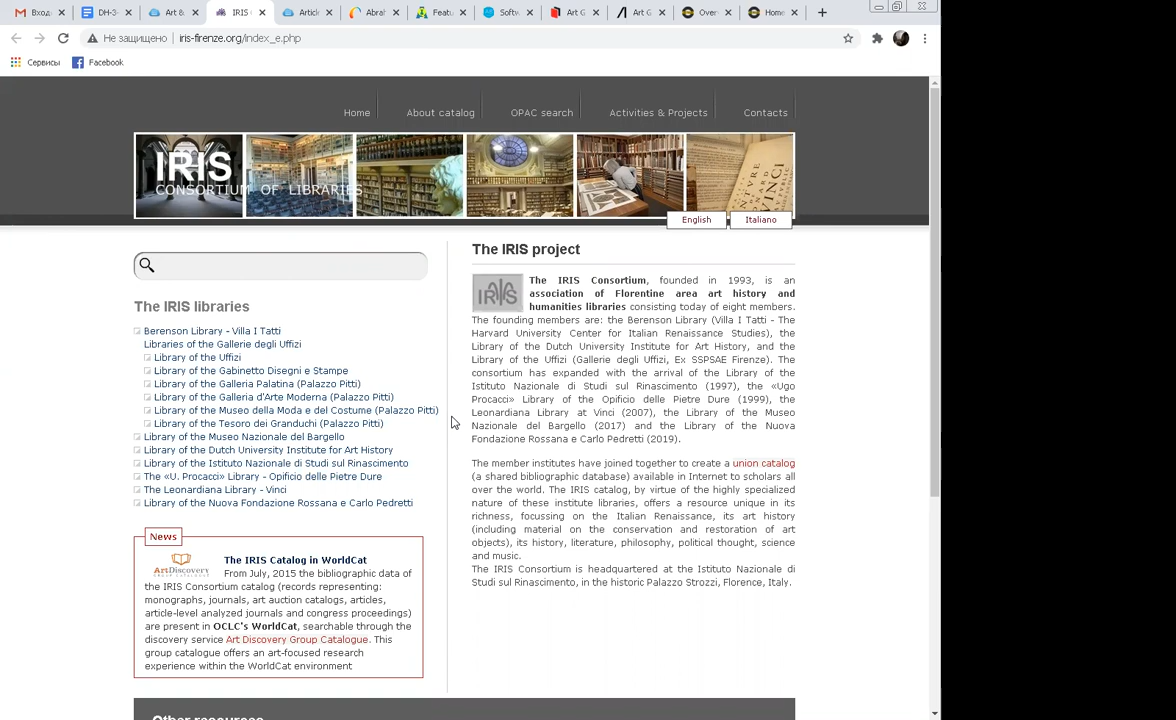 Вход
DH-3-
Art &
IRIS
Article
Abrah
Featu
Softw
Art G
Art G
Over
Home
Не защищено
iris-firenze.org/index_e.php
Сервисы
Facebook
Home
About catalog
OPAC search
Activities & Projects
Contacts
IRIS
CONSORTIUM OF LIBRARIES
English
Italiano
The IRIS libraries
Berenson Library - Villa I Tatti
Libraries of the Gallerie degli Uffizi
Library of the Uffizi
Library of the Gabinetto Disegni e Stampe
Library of the Galleria Palatina (Palazzo Pitti)
Library of the Galleria d'Arte Moderna (Palazzo Pitti)
Library of the Museo della Moda e del Costume (Palazzo Pitti)
Library of the Tesoro dei Granduchi (Palazzo Pitti)
Library of the Museo Nazionale del Bargello
Library of the Dutch University Institute for Art History
Library of the Istituto Nazionale di Studi sul Rinascimento
The «U. Procacci» Library - Opificio delle Pietre Dure
The Leonardiana Library - Vinci
Library of the Nuova Fondazione Rossana e Carlo Pedretti
News
ArtDiscovery
The IRIS Catalog in WorldCat
From July, 2015 the bibliographic data of
the IRIS Consortium catalog (records representing:
monographs, journals, art auction catalogs, articles,
article-level analyzed journals and congress proceedings)
are present in OCLC's WorldCat, searchable through the
discovery service Art Discovery Group Catalogue. This
group catalogue offers an art-focused research
experience within the WorldCat environment
The IRIS project
IRIS
The IRIS Consortium, founded in 1993, is an
association of Florentine area art history and
humanities libraries consisting today of eight members.
The founding members are: the Berenson Library (Villa I Tatti - The
Harvard University Center for Italian Renaissance Studies), the
Library of the Dutch University Institute for Art History, and the
Library of the Uffizi (Gallerie degli Uffizi, Ex SSPSAE Firenze). The
consortium has expanded with the arrival of the Library of the
Istituto Nazionale di Studi sul Rinascimento (1997), the «Ugo
Procacci» Library of the Opificio delle Pietre Dure (1999), the
Leonardiana Library at Vinci (2007), the Library of the Museo
Nazionale del Bargello (2017) and the Library of the Nuova
Fondazione Rossana e Carlo Pedretti (2019).
The member institutes have joined together to create a union catalog
(a shared bibliographic database) available in Internet to scholars all
over the world. The IRIS catalog, by virtue of the highly specialized
nature of these institute libraries, offers a resource unique in its
richness, focussing on the Italian Renaissance, its art history
(including material on the conservation and restoration of art
objects), its history, literature, philosophy, political thought, science
and music.
The IRIS Consortium is headquartered at the Istituto Nazionale di
Studi sul Rinascimento, in the historic Palazzo Strozzi, Florence, Italy.
Other resources